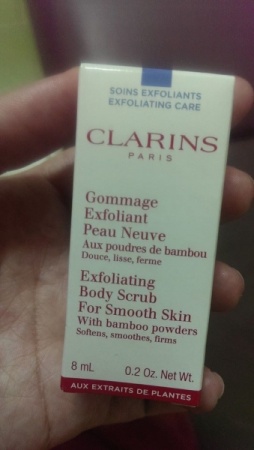 SOINS EXFOLIANTS
EXFOLIATING CARE
CLARINS
PARIS
Gommage
Exfoliant
Peau Neuve
Aux poudres de bambou
Douce, lisse, ferme
Exfoliating
Body Scrub
For Smooth Skin
With bamboo powders
Softens, smoothes, firms
8 mL 0.2 Oz. Net Wt.
AUX EXTRAITS DE PLANTES